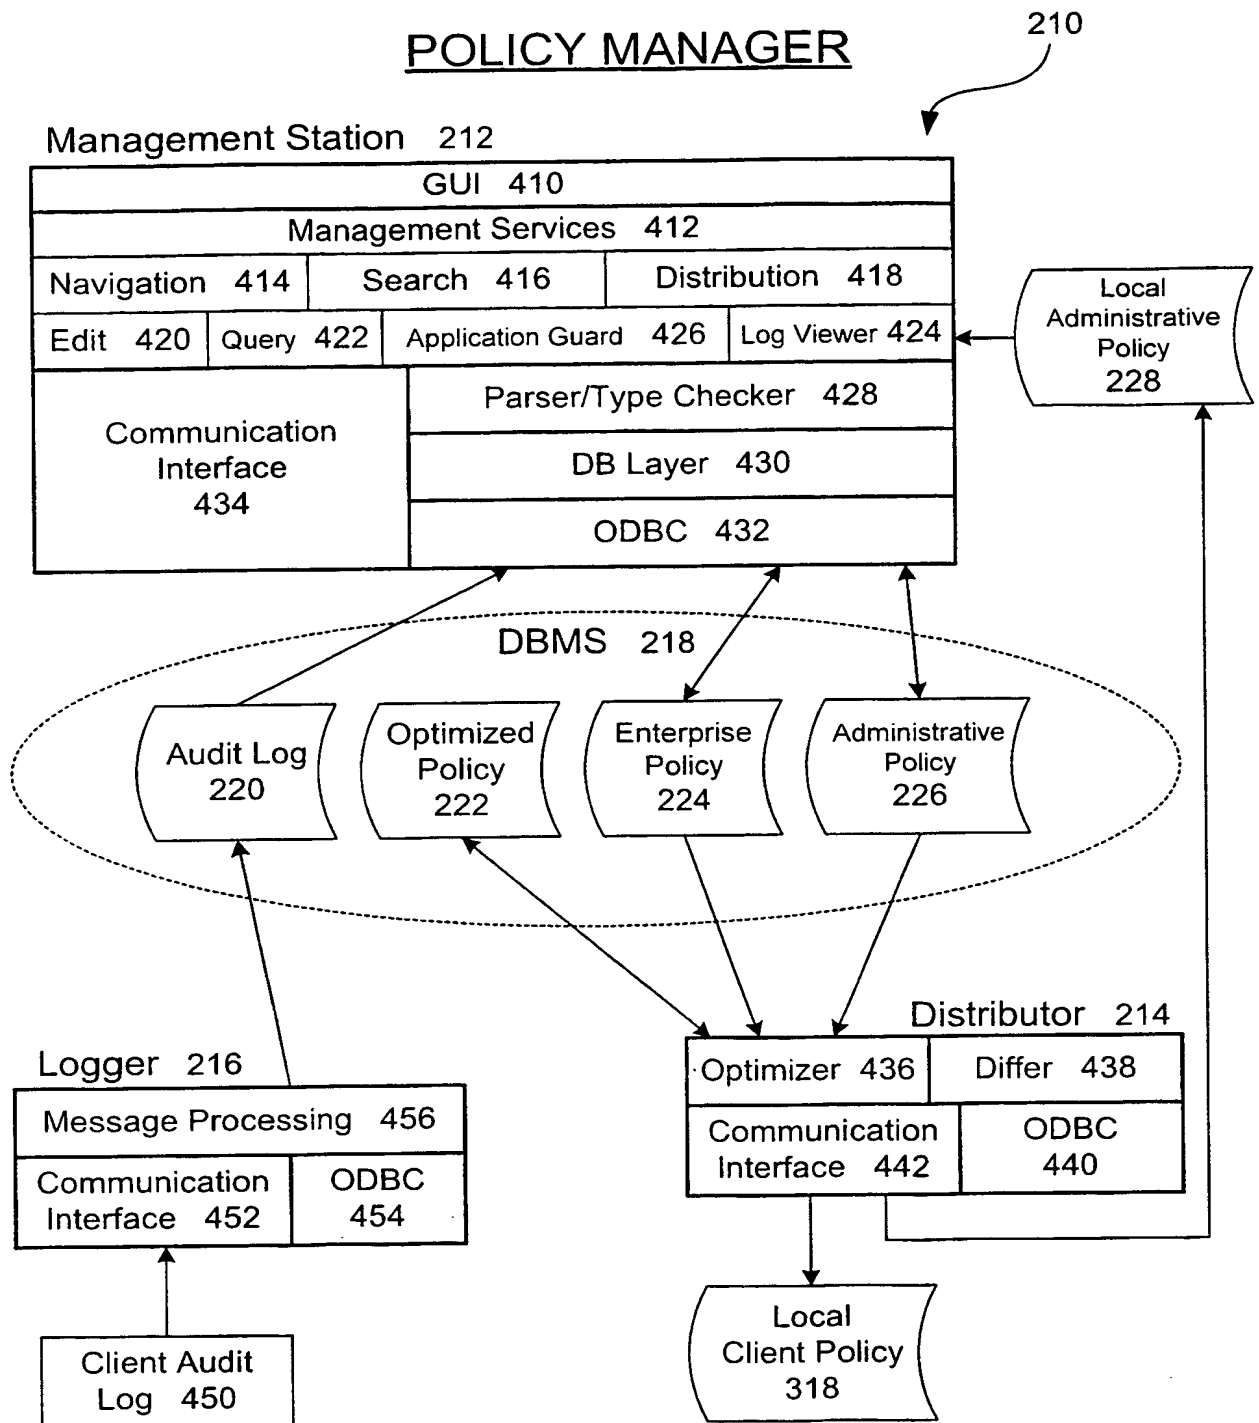 POLICY MANAGER
210
Management Station 212
GUI 410
Management Services 412
Navigation 414
Search 416
Distribution 418
Edit 420
Query 422
Application Guard 426
Log Viewer 424
Local
Administrative
Policy
228
Communication
Interface
434
Parser/Type Checker 428
DB Layer 430
ODBC 432
DBMS 218
Audit Log
220
Optimized
Policy
222
Enterprise
Policy
224
Administrative
Policy
226
Distributor 214
Optimizer 436
Differ 438
Communication
Interface 442
ODBC
440
Logger 216
Message Processing 456
Communication
Interface 452
ODBC
454
Client Audit
Log 450
Local
Client Policy
318